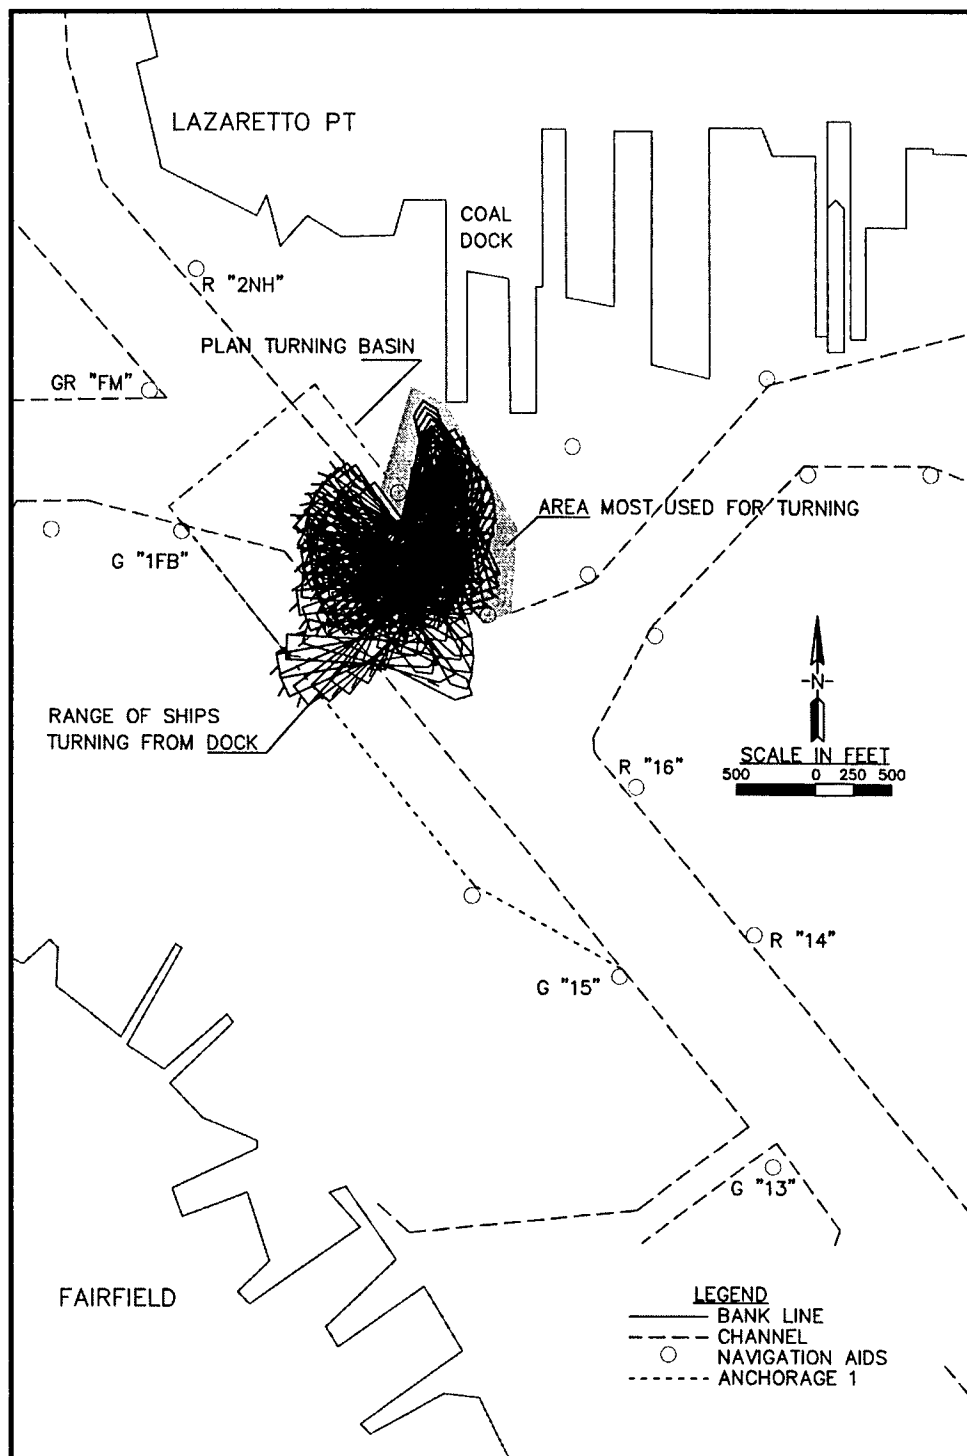 LAZARETTO PT
COAL
DOCK
R "2NH"
PLAN TURNING BASIN
GR "FM"
AREA MOST USED FOR TURNING
G "1FB"
N
RANGE OF SHIPS
TURNING FROM DOCK
SCALE IN FEET
500 0 250 500
R "16"
R "14"
G "15"
G "13"
FAIRFIELD
LEGEND
BANK LINE
CHANNEL
NAVIGATION AIDS
ANCHORAGE 1